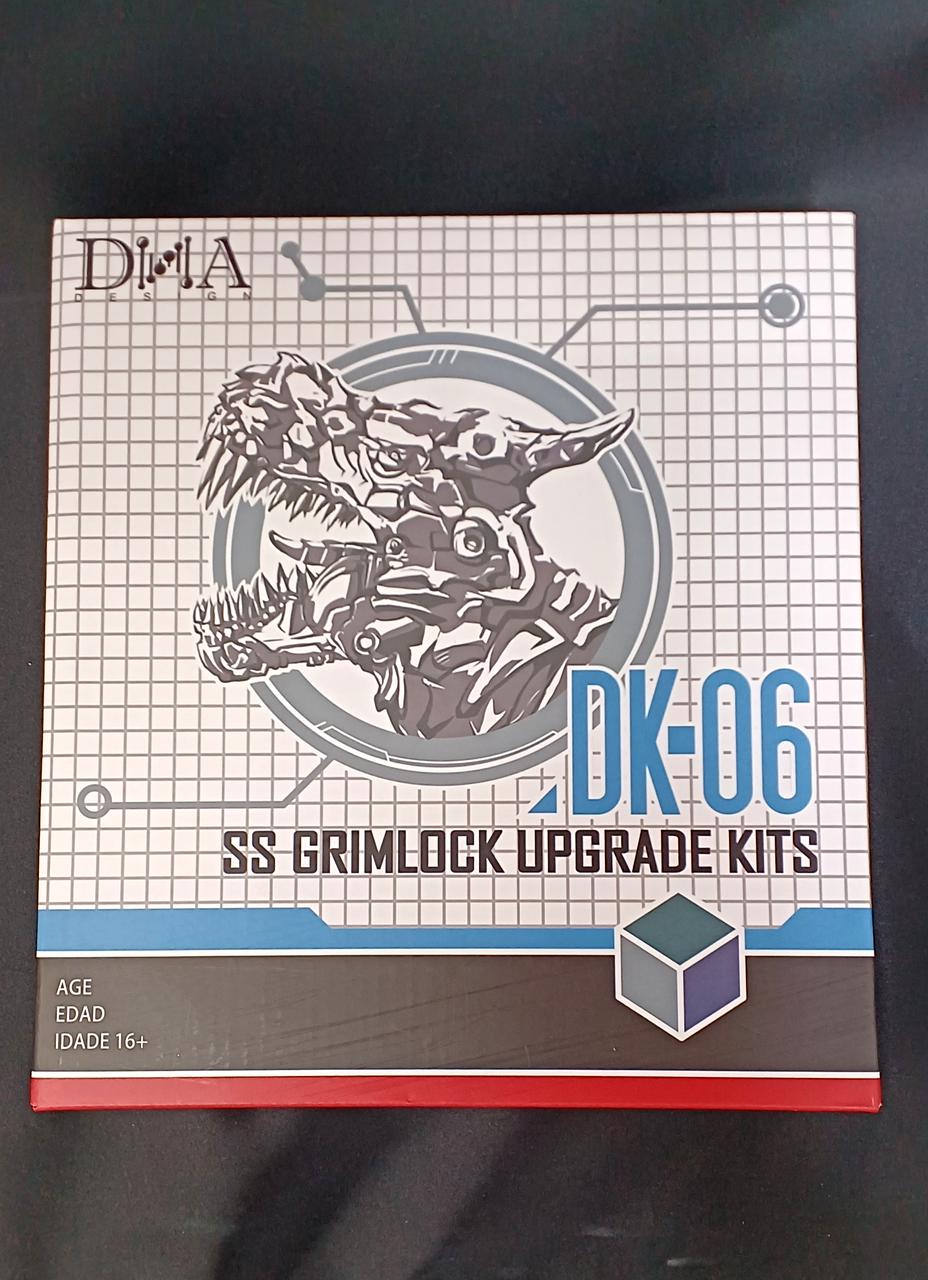 DNA
DESIGN
DK-06
SS GRIMLOCK UPGRADE KITS
AGE
EDAD
IDADE 16+